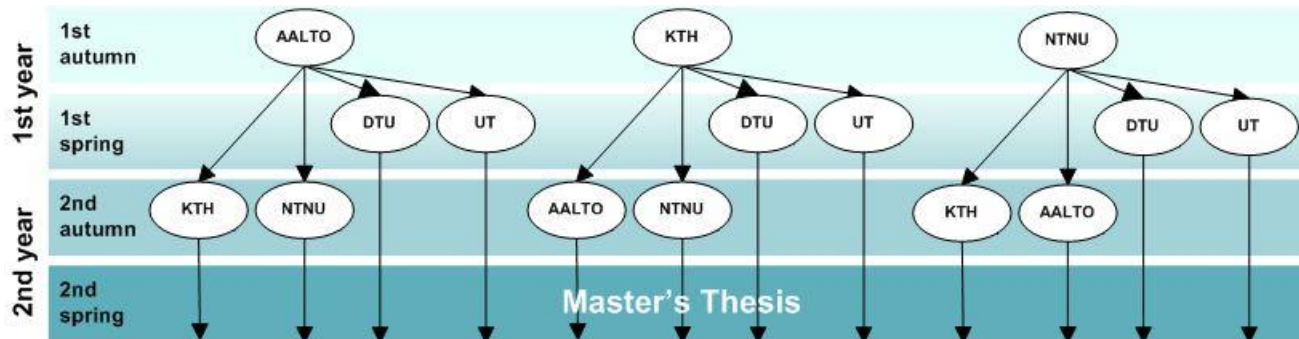 1st year
1st
autumn
AALTO
KTH
NTNU
1st
spring
DTU
UT
DTU
UT
DTU
UT
2nd year
2nd
autumn
KTH
NTNU
AALTO
NTNU
KTH
AALTO
2nd
spring
Master's Thesis